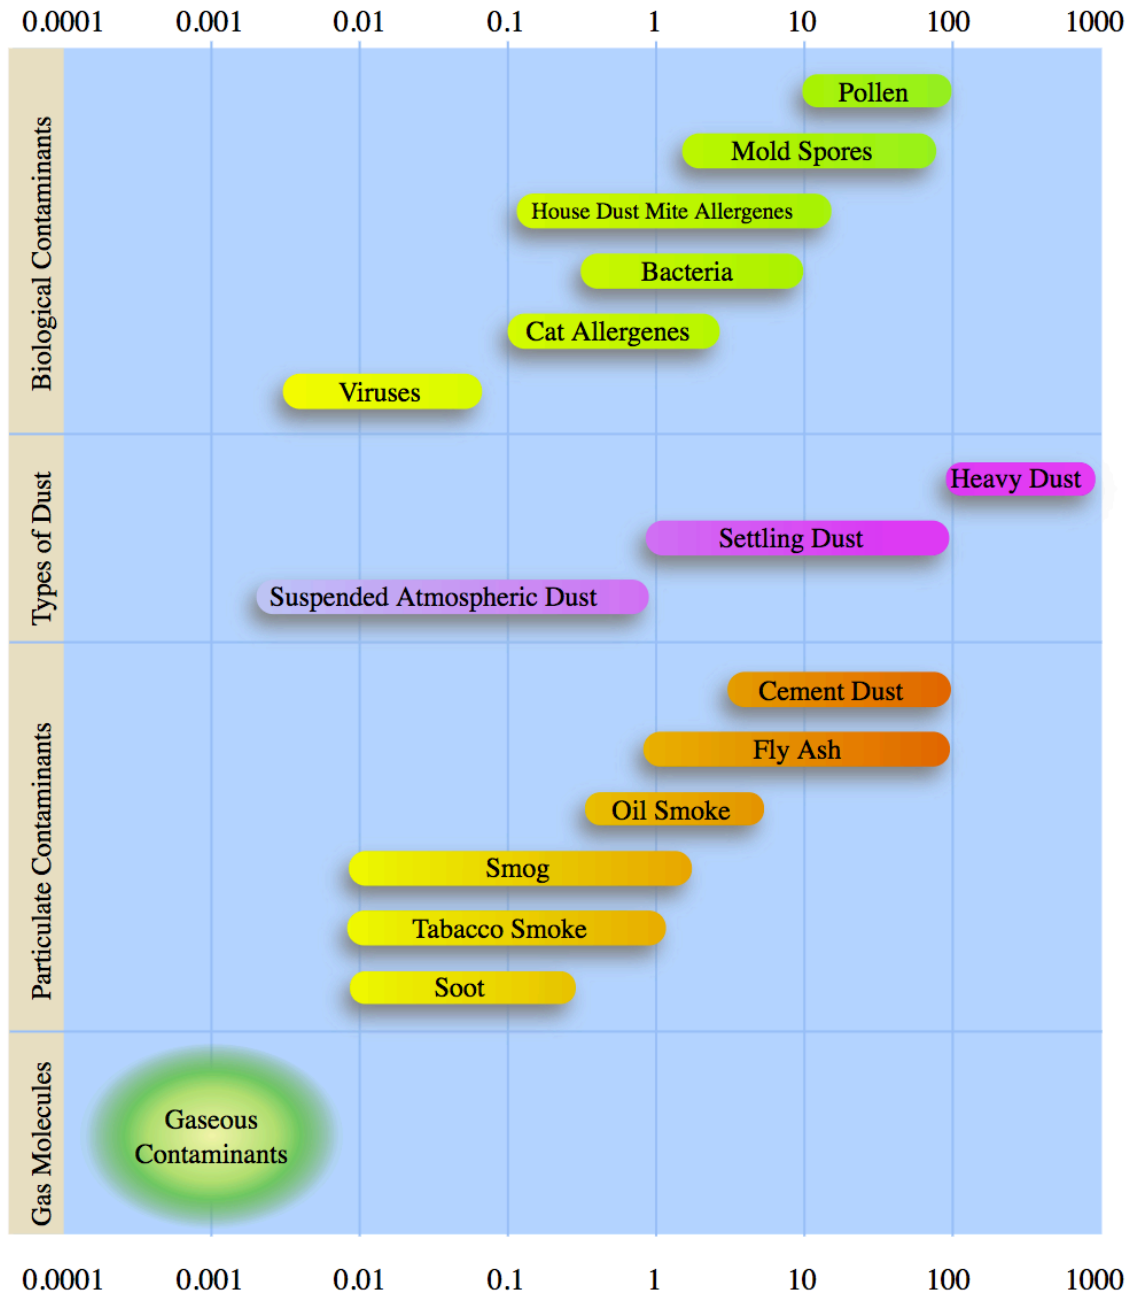 0.0001 0.001 0.01 0.1 1 10 100 1000
Biological Contaminants
Pollen
Mold Spores
House Dust Mite Allergenes
Bacteria
Cat Allergenes
Viruses
Types of Dust
Heavy Dust
Settling Dust
Suspended Atmospheric Dust
Particulate Contaminants
Cement Dust
Fly Ash
Oil Smoke
Smog
Tabacco Smoke
Soot
Gas Molecules
Gaseous
Contaminants
0.0001 0.001 0.01 0.1 1 10 100 1000